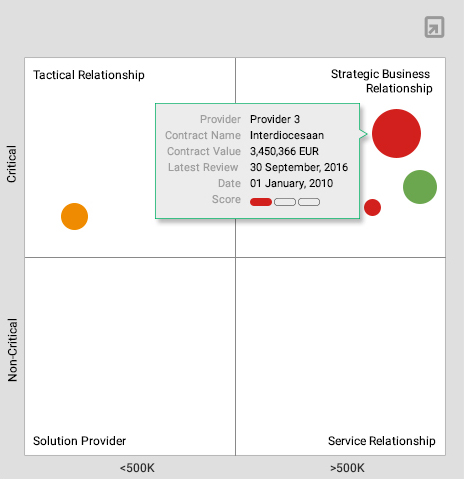 Tactical Relationship
Strategic Business
Relationship
Provider Provider 3
Contract Name Interdiocesaan
Contract Value 3,450,366 EUR
Latest Review 30 September, 2016
Date 01 January, 2010
Score
Critical
Non-Critical
Solution Provider
Service Relationship
<500K
>500K